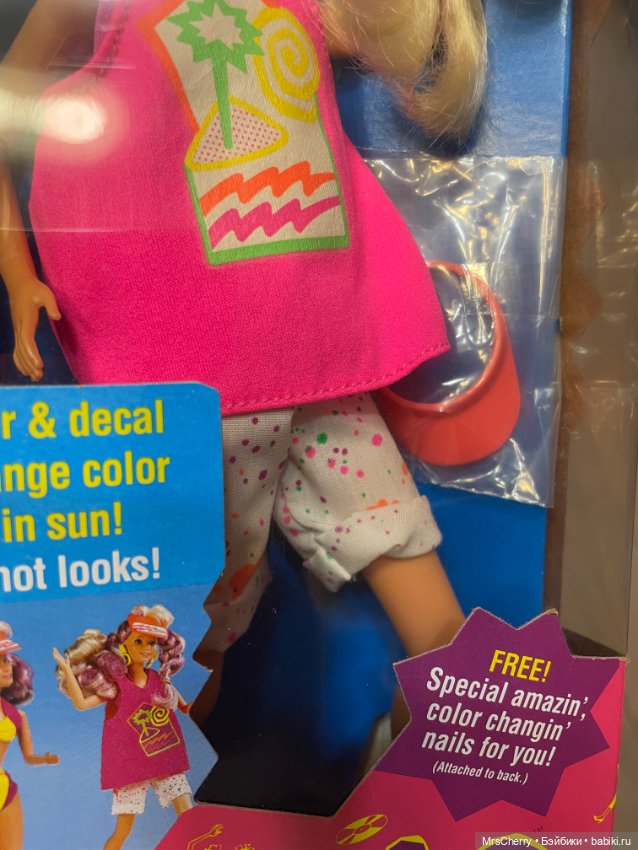 r & decal
nge color
in sun!
hot looks!
FREE!
Special amazin',
color changin'
nails for you!
(Attached to back.)
MrsCherry • Бэйбики • babiki.ru